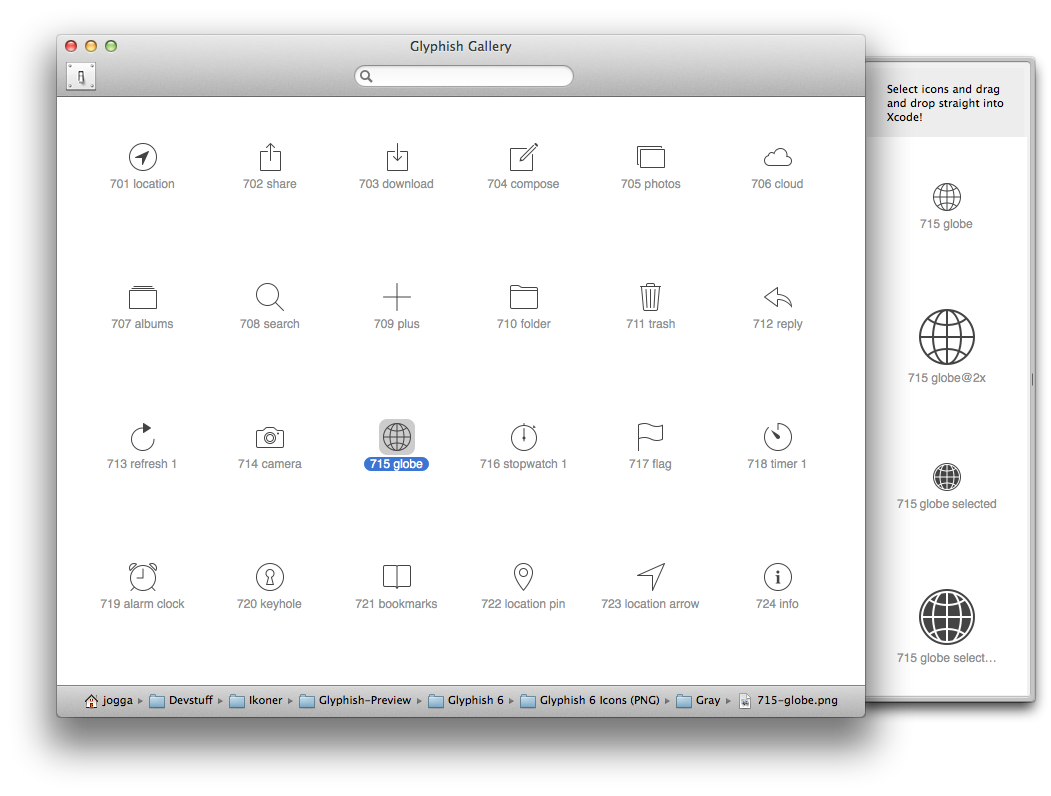 Glyphish Gallery
Select icons and drag
and drop straight into
Xcode!
701 location
702 share
703 download
704 compose
705 photos
706 cloud
707 albums
708 search
709 plus
710 folder
711 trash
712 reply
713 refresh 1
714 camera
715 globe
716 stopwatch 1
717 flag
718 timer 1
719 alarm clock
720 keyhole
721 bookmarks
722 location pin
723 location arrow
724 info
715 globe
715 globe@2x
715 globe selected
715 globe select...
jogga ▸ Devstuff ▸ Ikoner ▸ Glyphish-Preview ▸ Glyphish 6 ▸ Glyphish 6 Icons (PNG) ▸ Gray ▸ 715-globe.png